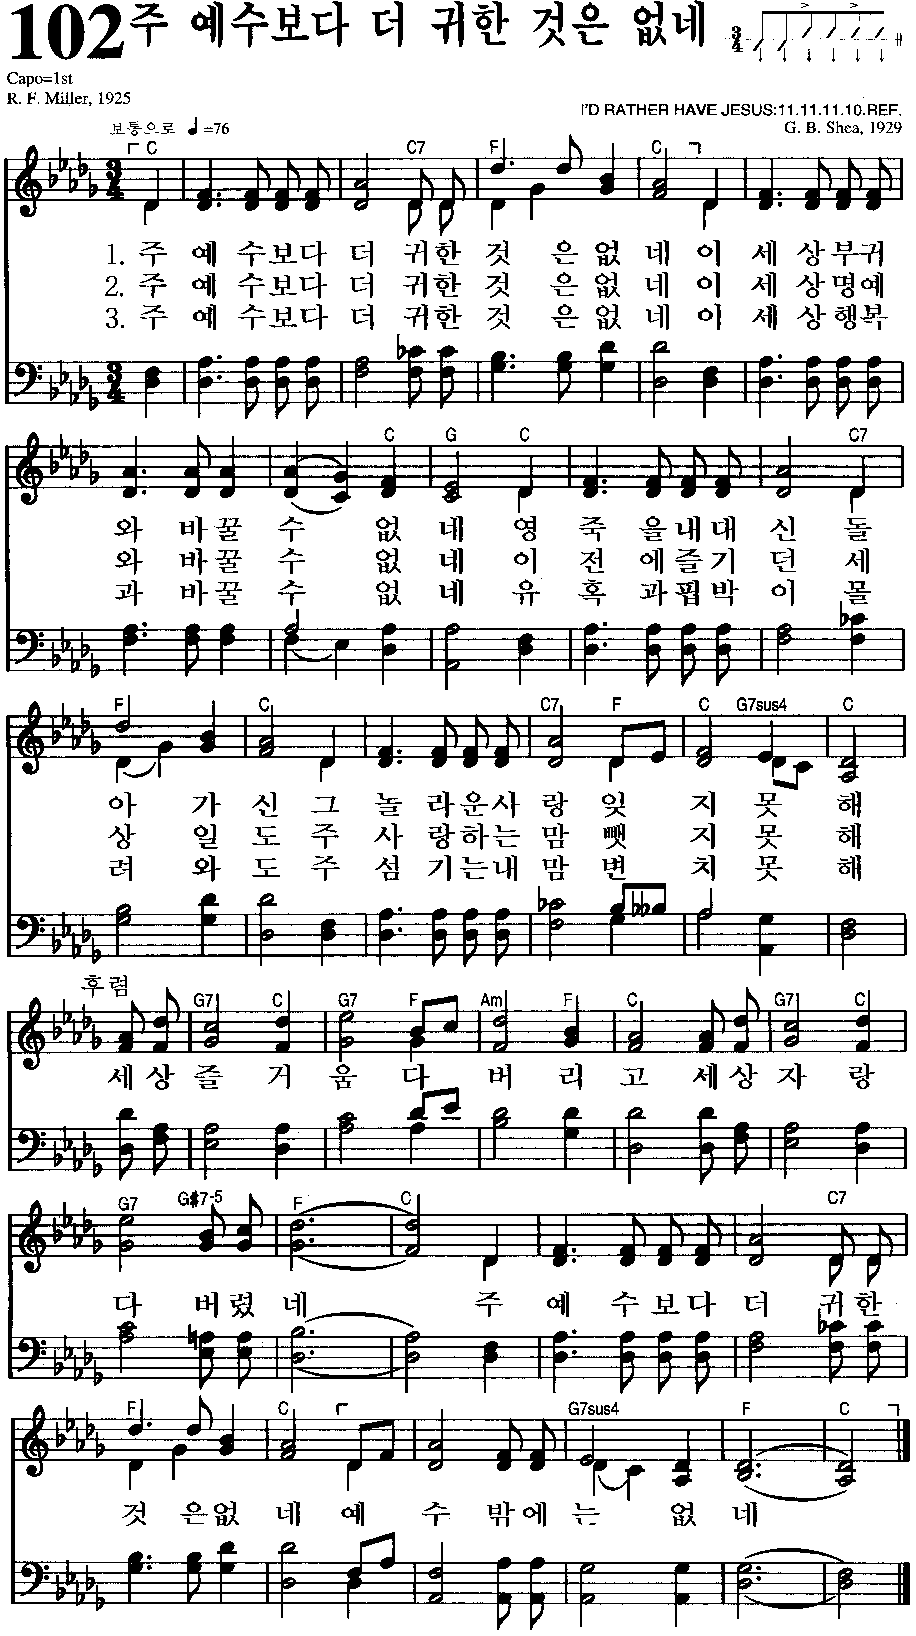 102 주 예수보다 더 귀한 것은 없네
Capo=1st
R. F. Miller, 1925
I'D RATHER HAVE JESUS:11.11.11.10.REF.
G. B. Shea, 1929
보통으로 ♩=76
C C7 F C
1. 주 예 수보다 더 귀한 것 은없 네이 세 상부귀
2. 주 예 수보다 더 귀한 것 은없 네이 세 상명예
3. 주 예 수보다 더 귀한 것 은없 네이 세 상행복
C G C C7
와 바꿀 수 없 네 영 죽 을내대 신 돌
와 바꿀 수 없 네 이 전 에즐기 던 세
과 바꿀 수 없 네 유 혹 과핍박 이 몰
F C C7 F C G7sus4 C
아 가 신 그 놀 라운사 랑 잊 지 못 해
상 일 도 주 사 랑하는 맘 뺏 지 못 해
려 와 도 주 섬 기는내 맘 변 치 못 해
후렴
G7 C G7 F Am F C G7 C
세상 즐 거 움 다 버 리 고 세상 자 랑
G7 G#7-5 F C C7
다 버렸 네 주 예 수보다 더 귀한
F C G7sus4 F C
것 은없 네 예 수 밖에 는 없 네